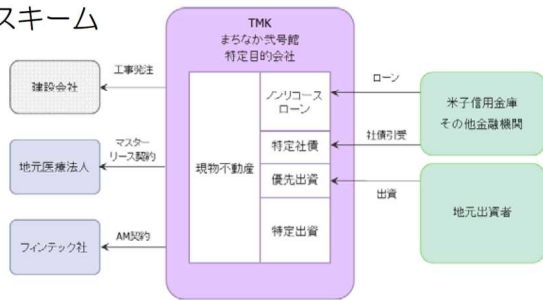 スキーム
TMK
まちなか弐号館
特定目的会社
建設会社
工事発注
地元医療法人
マスター
リース契約
フィンテック社
AM契約
現物不動産
ノンリコース
ローン
特定社債
優先出資
特定出資
ローン
社債引受
出資
米子信用金庫
その他金融機関
地元出資者